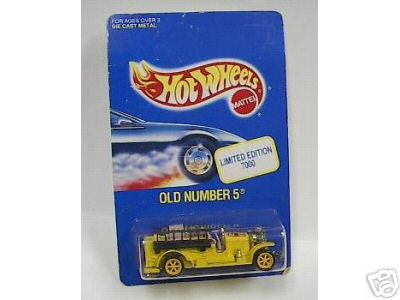 FOR AGES OVER 3
DIE CAST METAL
Hot Wheels
MATTEL
LIMITED EDITION
7000
OLD NUMBER 5®